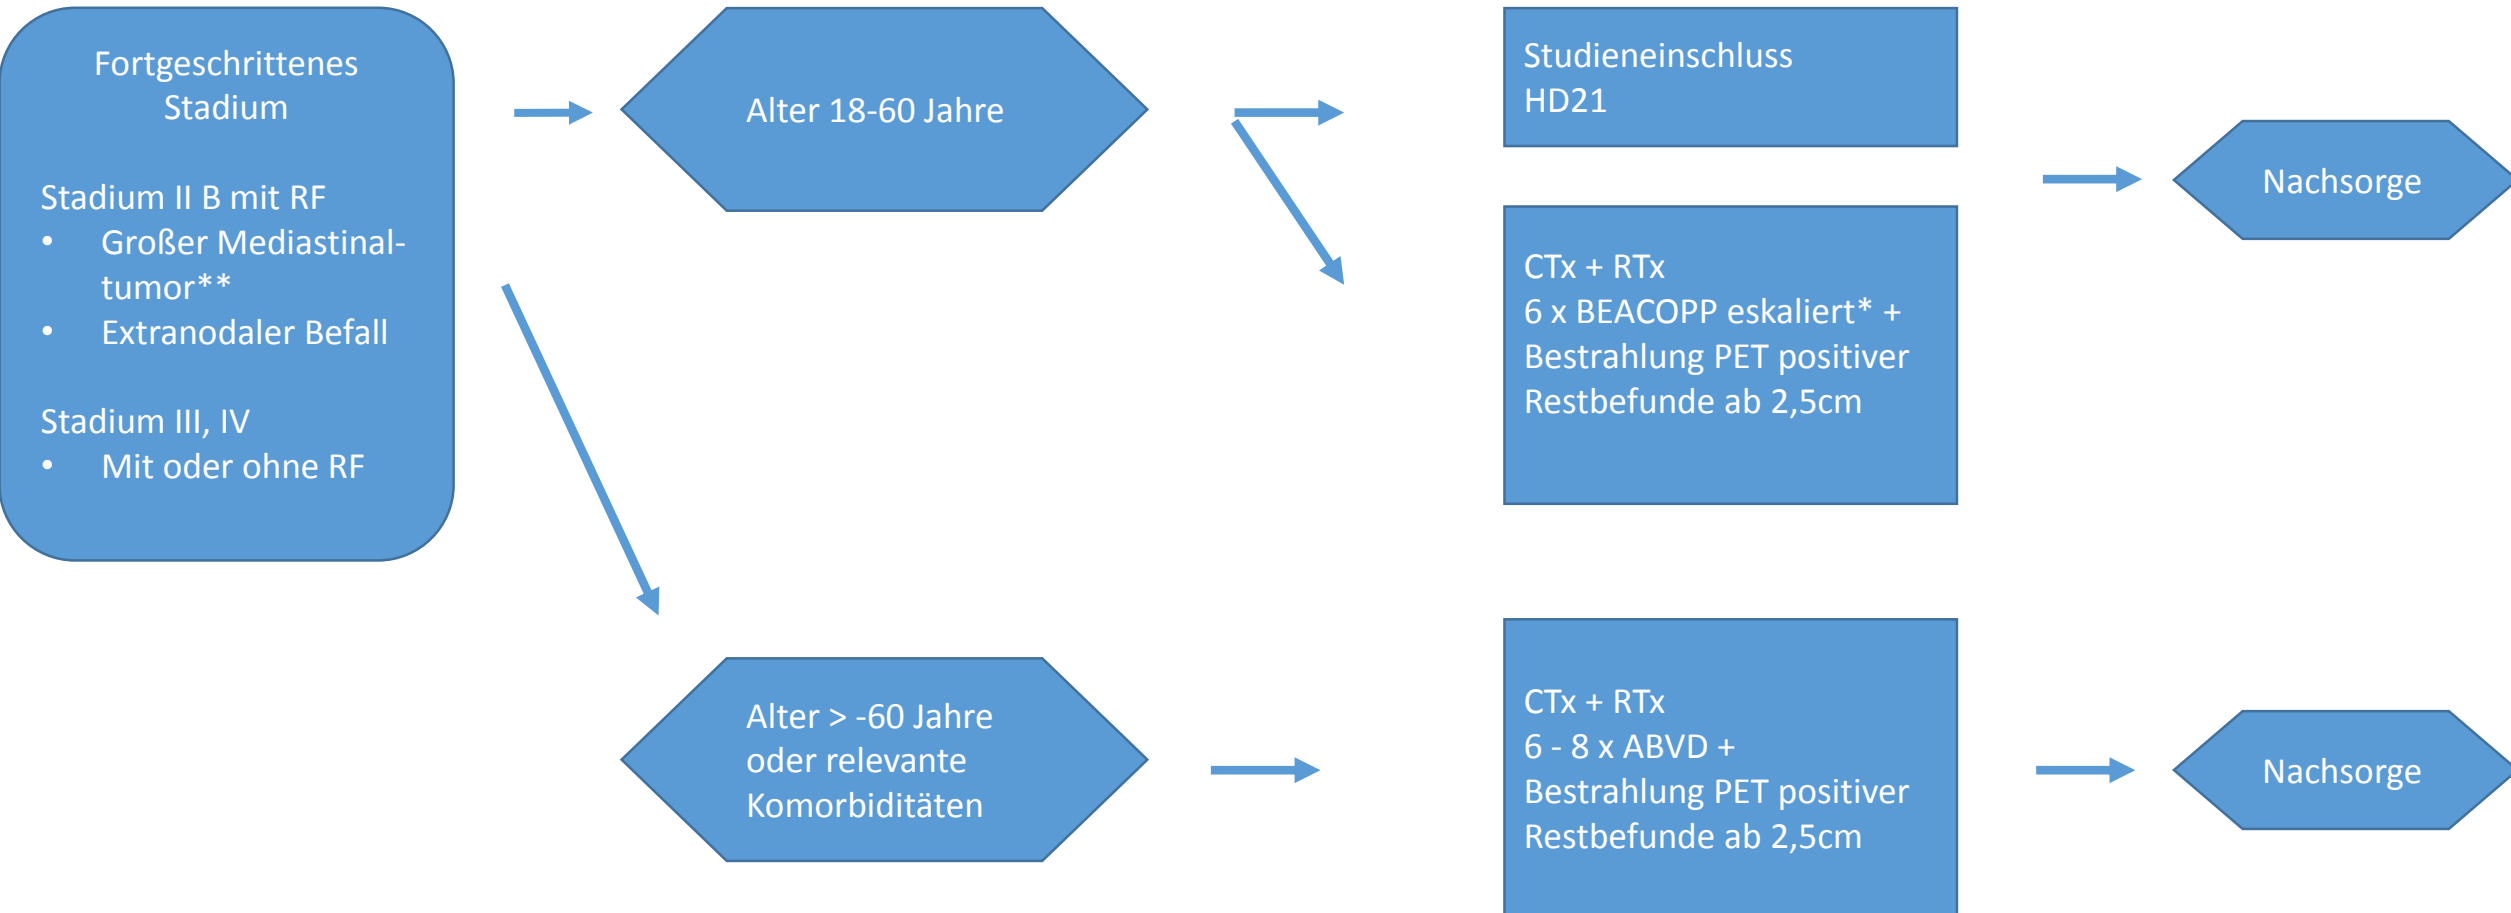 Fortgeschrittenes
Stadium
Stadium II B mit RF
• Großer Mediastinal-
tumor**
• Extranodaler Befall
Stadium III, IV
• Mit oder ohne RF
Alter 18-60 Jahre
Studieneinschluss
HD21
CTx + RTx
6 x BEACOPP eskaliert* +
Bestrahlung PET positiver
Restbefunde ab 2,5cm
Nachsorge
Alter > -60 Jahre
oder relevante
Komorbiditäten
CTx + RTx
6 - 8 x ABVD +
Bestrahlung PET positiver
Restbefunde ab 2,5cm
Nachsorge